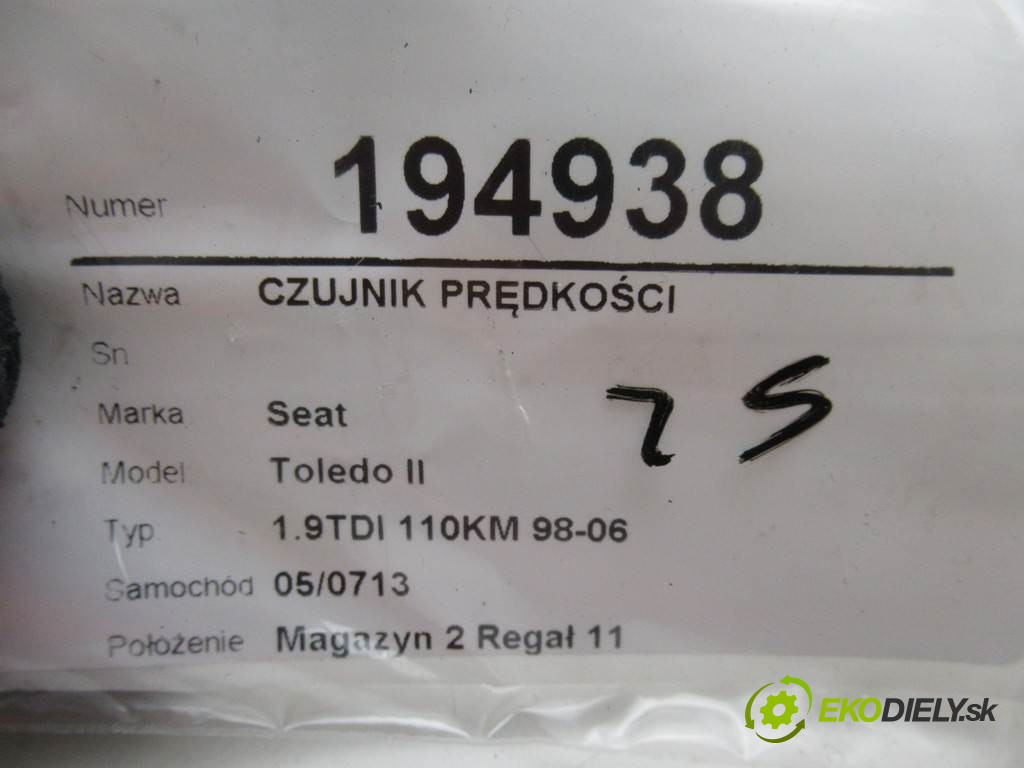 Numer 194938
Nazwa CZUJNIK PRĘDKOŚCI
Sn
25
Marka Seat
Model Toledo II
Typ 1.9TDI 110KM 98-06
Samochód 05/0713
Położenie Magazyn 2 Regał 11
EKODIELY.sk